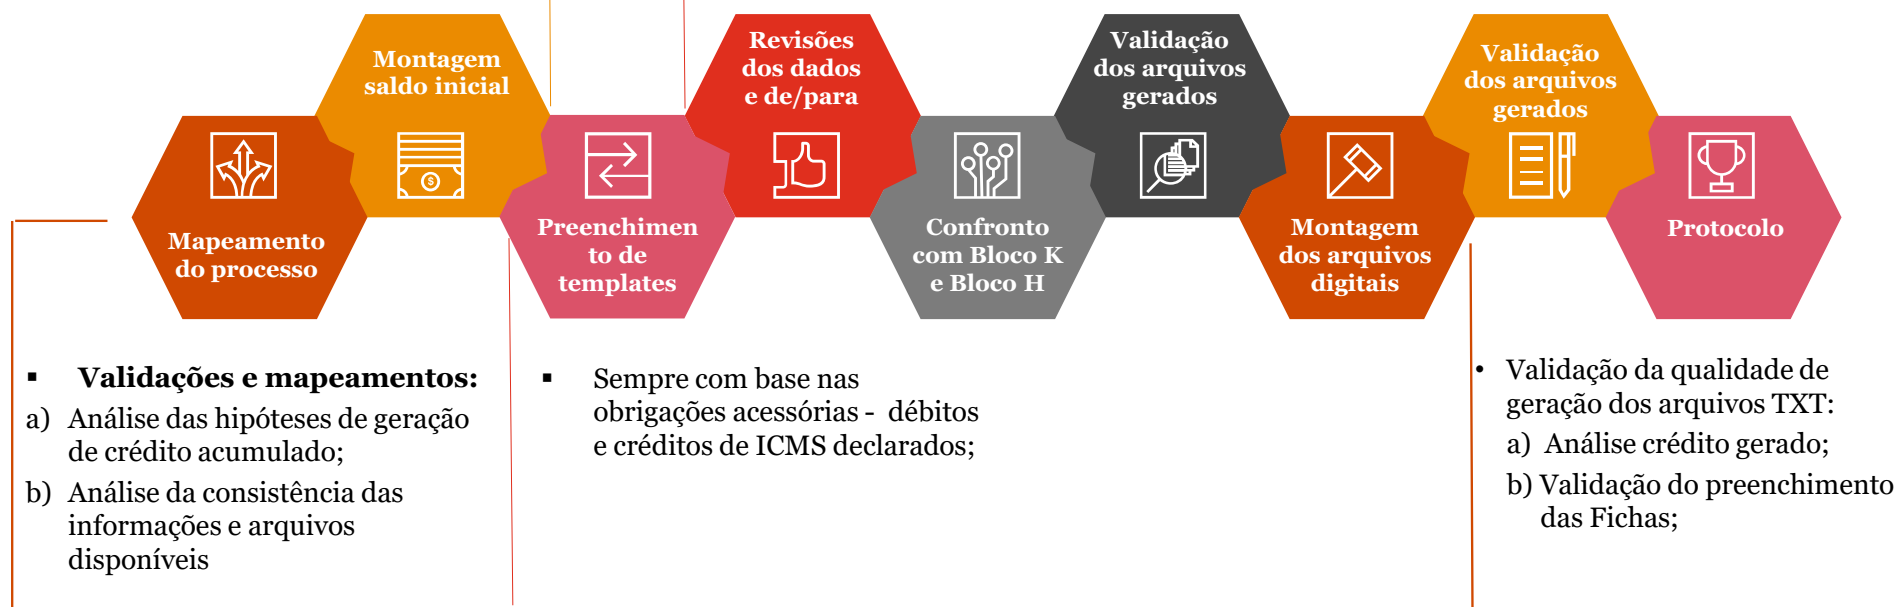 Mapeamento
do processo
Montagem
saldo inicial
$
Preenchimen
to de
templates
Revisões
dos dados
e de/para
Confronto
com Bloco K
e Bloco H
Validação
dos arquivos
gerados
Montagem
dos arquivos
digitais
Validação
dos arquivos
gerados
Protocolo
▪ Validações e mapeamentos:
a) Análise das hipóteses de geração
de crédito acumulado;
b) Análise da consistência das
informações e arquivos
disponíveis
▪ Sempre com base nas
obrigações acessórias - débitos
e créditos de ICMS declarados;
• Validação da qualidade de
geração dos arquivos TXT:
a) Análise crédito gerado;
b) Validação do preenchimento
das Fichas;